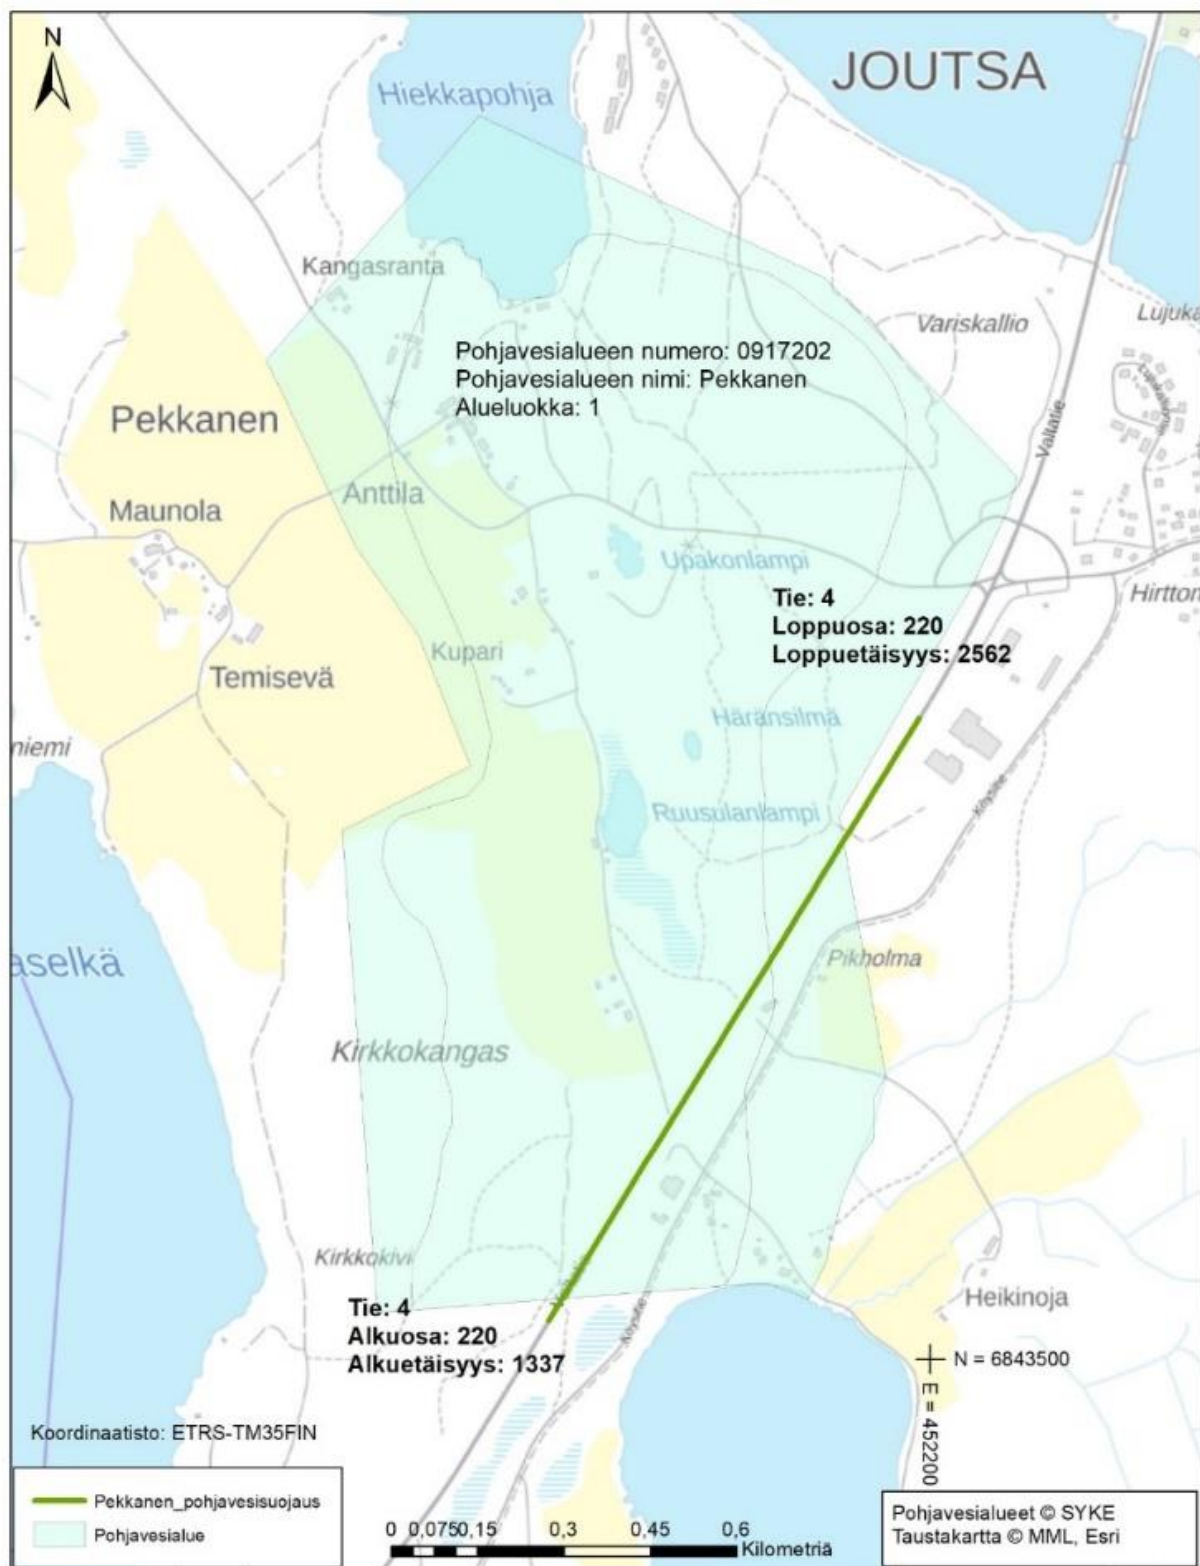 N
JOUTSA
Hiekkapohja
Kangasranta
Variskallio
Pohjavesialueen numero: 0917202
Pohjavesialueen nimi: Pekkanen
Alueluokka: 1
Pekkanen
Valtatie
Anttila
Maunola
Upakonlampi
Tie: 4
Loppuosa: 220
Loppuetäisyys: 2562
Kupari
Temisevä
Häränsilmä
niemi
Ruusulanlampi
Köysitie
Pikholma
aselkä
Kirkkokangas
Kirkkokivi
Tie: 4
Alkuosa: 220
Alkuetäisyys: 1337
Köysitie
Heikinoja
N = 6843500
E = 452200
Koordinaatisto: ETRS-TM35FIN
Pekkanen_pohjavesisuojaus
Pohjavesialue
0 0,075 0,15 0,3 0,45 0,6
Kilometriä
Pohjavesialueet © SYKE
Taustakartta © MML, Esri